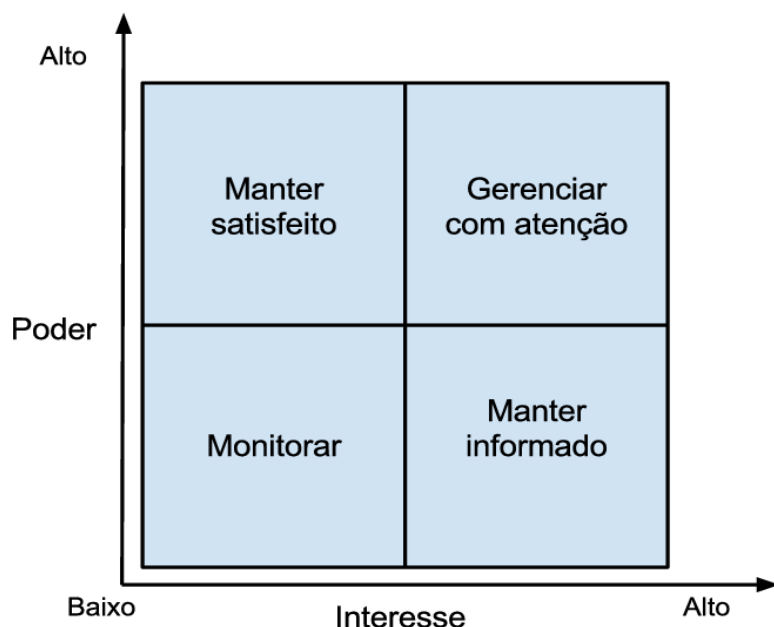 Alto
Manter
satisfeito
Gerenciar
com atenção
Poder
Monitorar
Manter
informado
Baixo
Interesse
Alto